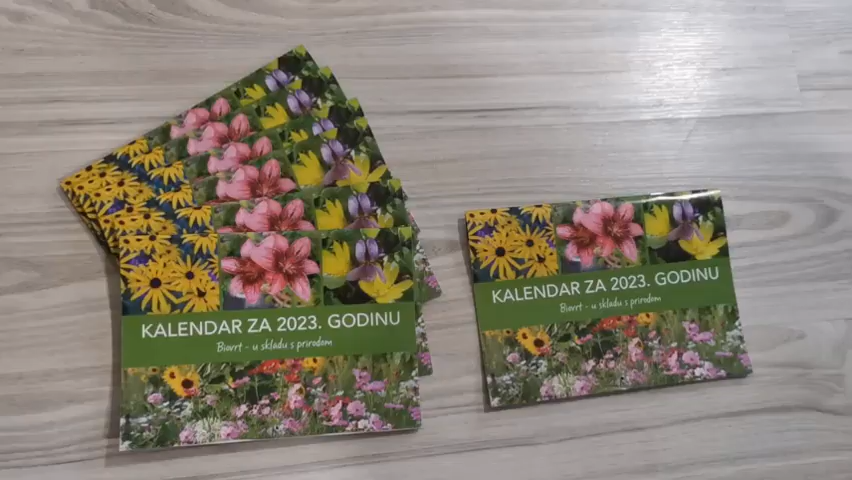 KALENDAR ZA 2023. GODINU
Biovrt - u skladu s prirodom
KALENDAR ZA 2023. GODINU
Biovrt - u skladu s prirodom